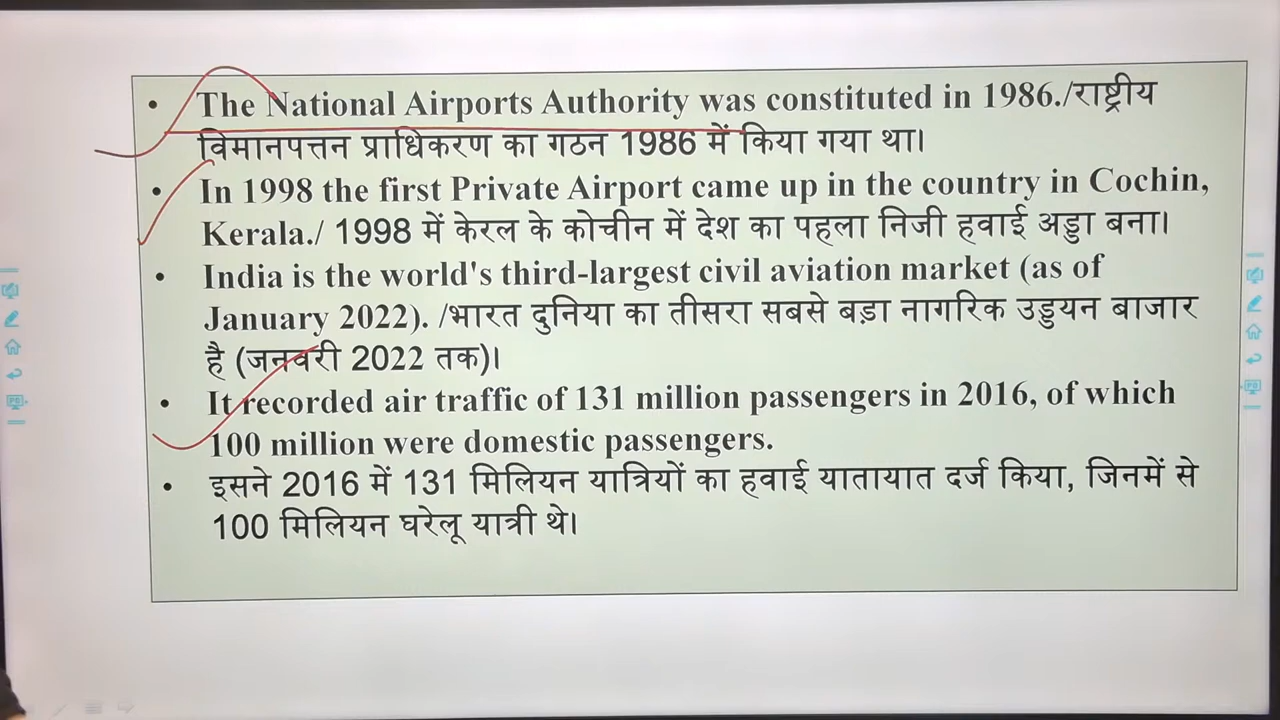 • The National Airports Authority was constituted in 1986./राष्ट्रीय
विमानपत्तन प्राधिकरण का गठन 1986 में किया गया था।
• In 1998 the first Private Airport came up in the country in Cochin,
Kerala./ 1998 में केरल के कोचीन में देश का पहला निजी हवाई अड्डा बना।
• India is the world's third-largest civil aviation market (as of
January 2022). /भारत दुनिया का तीसरा सबसे बड़ा नागरिक उड्डयन बाजार
है (जनवरी 2022 तक)।
• It recorded air traffic of 131 million passengers in 2016, of which
100 million were domestic passengers.
• इसने 2016 में 131 मिलियन यात्रियों का हवाई यातायात दर्ज किया, जिनमें से
100 मिलियन घरेलू यात्री थे।